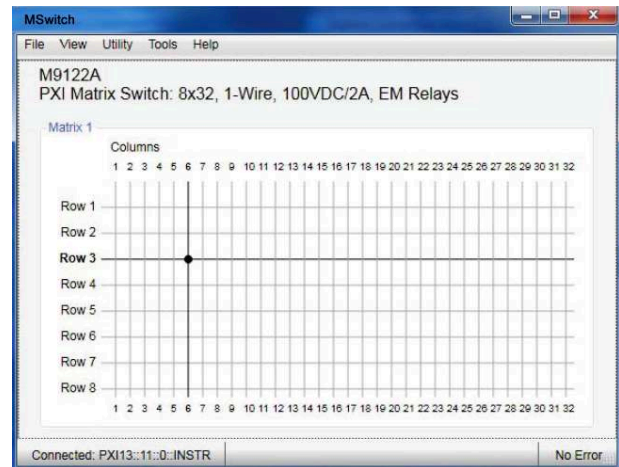 MSwitch
File View Utility Tools Help
M9122A
PXI Matrix Switch: 8x32, 1-Wire, 100VDC/2A, EM Relays
Matrix 1
Columns
1 2 3 4 5 6 7 8 9 10 11 12 13 14 15 16 17 18 19 20 21 22 23 24 25 26 27 28 29 30 31 32
Row 1
Row 2
Row 3
Row 4
Row 5
Row 6
Row 7
Row 8
1 2 3 4 5 6 7 8 9 10 11 12 13 14 15 16 17 18 19 20 21 22 23 24 25 26 27 28 29 30 31 32
Connected: PXI13::11::0::INSTR No Error